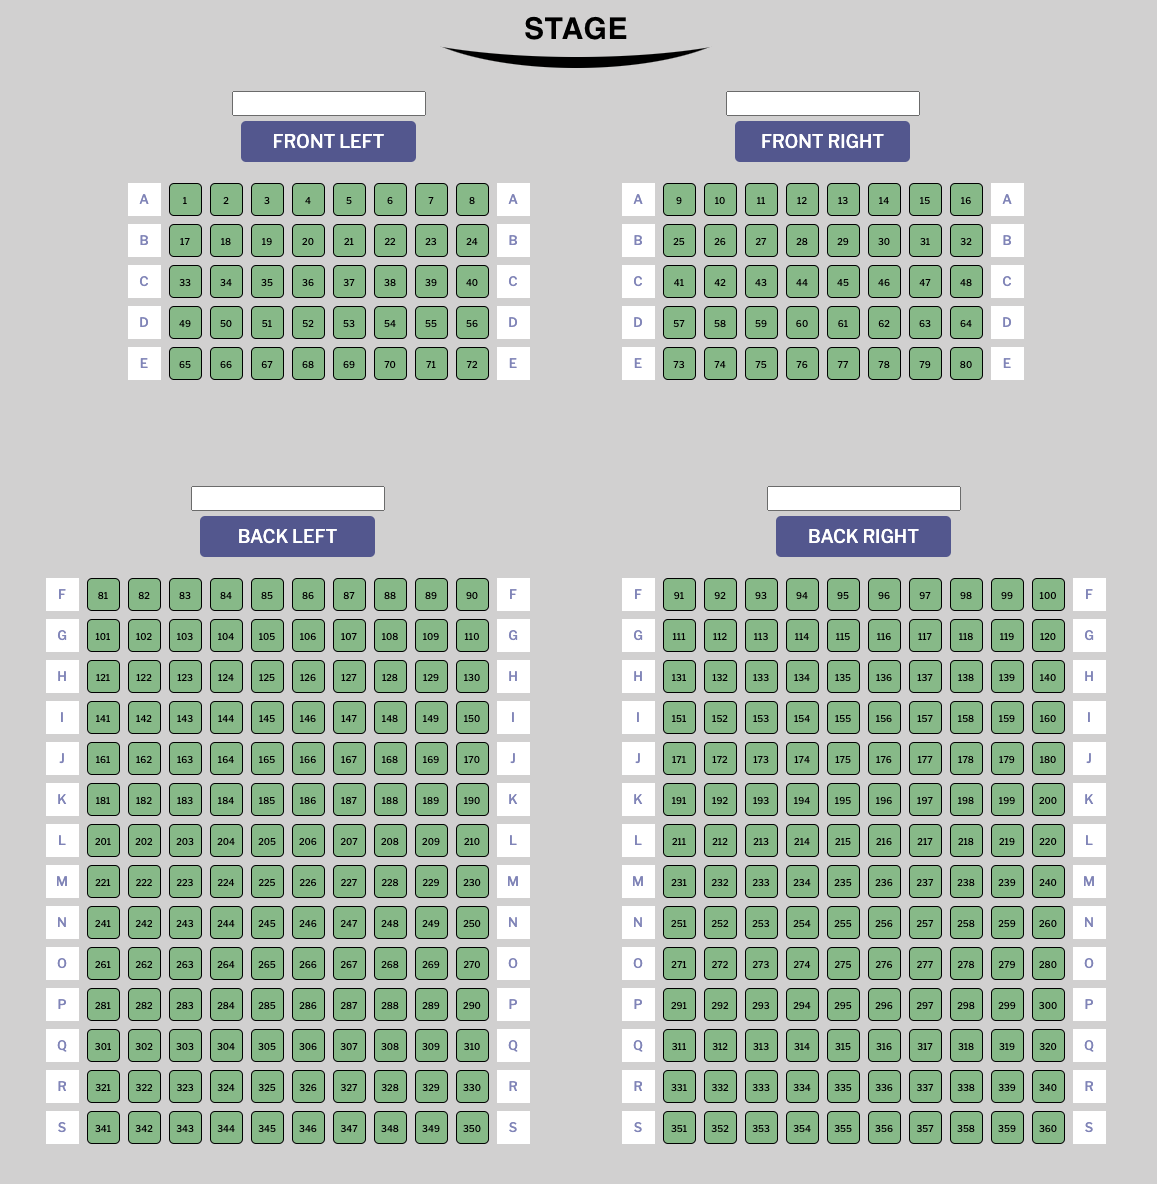 STAGE
FRONT LEFT FRONT RIGHT
A 1 2 3 4 5 6 7 8 A A 9 10 11 12 13 14 15 16 A
B 17 18 19 20 21 22 23 24 B B 25 26 27 28 29 30 31 32 B
C 33 34 35 36 37 38 39 40 C C 41 42 43 44 45 46 47 48 C
D 49 50 51 52 53 54 55 56 D D 57 58 59 60 61 62 63 64 D
E 65 66 67 68 69 70 71 72 E E 73 74 75 76 77 78 79 80 E
BACK LEFT BACK RIGHT
F 81 82 83 84 85 86 87 88 89 90 F F 91 92 93 94 95 96 97 98 99 100 F
G 101 102 103 104 105 106 107 108 109 110 G G 111 112 113 114 115 116 117 118 119 120 G
H 121 122 123 124 125 126 127 128 129 130 H H 131 132 133 134 135 136 137 138 139 140 H
I 141 142 143 144 145 146 147 148 149 150 I I 151 152 153 154 155 156 157 158 159 160 I
J 161 162 163 164 165 166 167 168 169 170 J J 171 172 173 174 175 176 177 178 179 180 J
K 181 182 183 184 185 186 187 188 189 190 K K 191 192 193 194 195 196 197 198 199 200 K
L 201 202 203 204 205 206 207 208 209 210 L L 211 212 213 214 215 216 217 218 219 220 L
M 221 222 223 224 225 226 227 228 229 230 M M 231 232 233 234 235 236 237 238 239 240 M
N 241 242 243 244 245 246 247 248 249 250 N N 251 252 253 254 255 256 257 258 259 260 N
O 261 262 263 264 265 266 267 268 269 270 O O 271 272 273 274 275 276 277 278 279 280 O
P 281 282 283 284 285 286 287 288 289 290 P P 291 292 293 294 295 296 297 298 299 300 P
Q 301 302 303 304 305 306 307 308 309 310 Q Q 311 312 313 314 315 316 317 318 319 320 Q
R 321 322 323 324 325 326 327 328 329 330 R R 331 332 333 334 335 336 337 338 339 340 R
S 341 342 343 344 345 346 347 348 349 350 S S 351 352 353 354 355 356 357 358 359 360 S